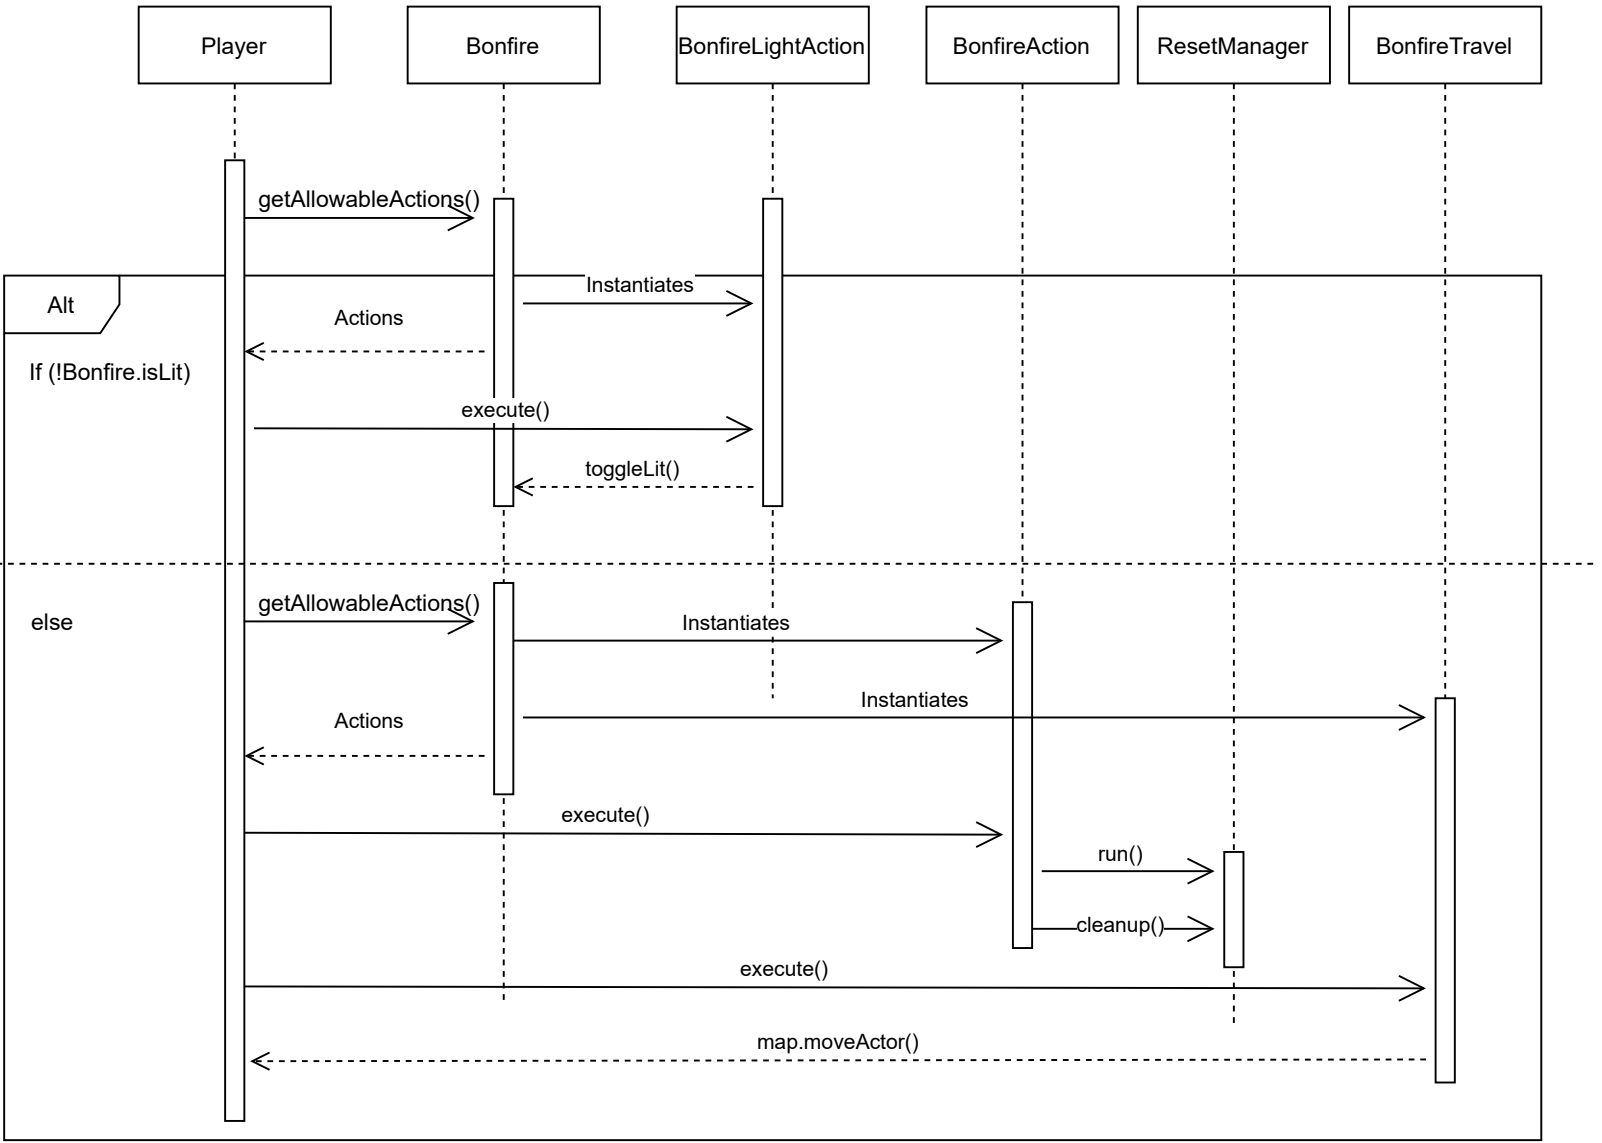 Player
Bonfire
BonfireLightAction
BonfireAction
ResetManager
BonfireTravel
getAllowableActions()
Instantiates
Alt
Actions
If (!Bonfire.isLit)
execute()
toggleLit()
getAllowableActions()
else
Instantiates
Instantiates
Actions
execute()
run()
cleanup()
execute()
map.moveActor()